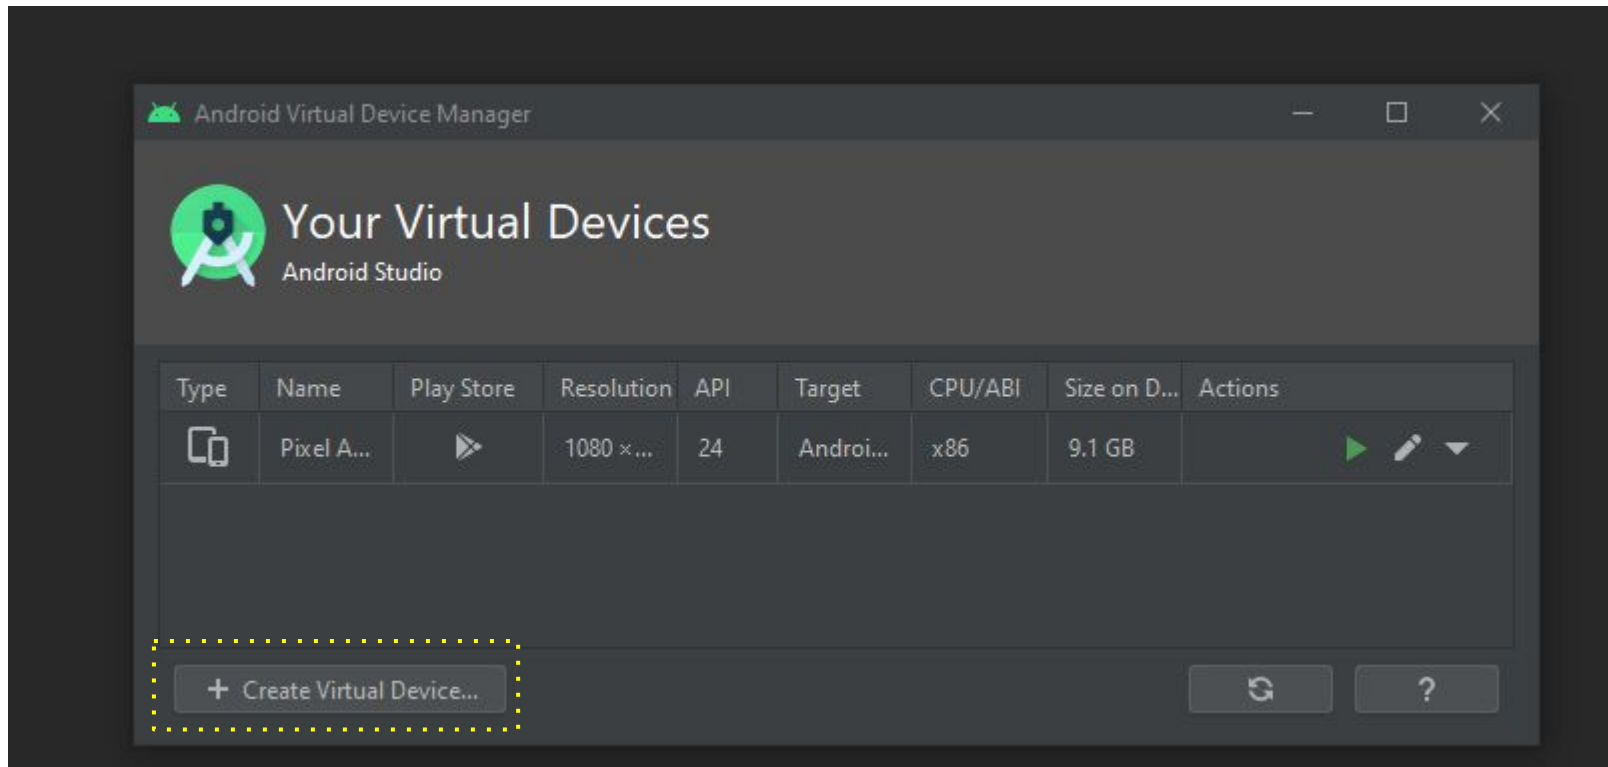 Android Virtual Device Manager
Your Virtual Devices
Android Studio
Type Name Play Store Resolution API Target CPU/ABI Size on D... Actions
Pixel A... 1080 ×... 24 Androi... x86 9.1 GB
+ Create Virtual Device... ?